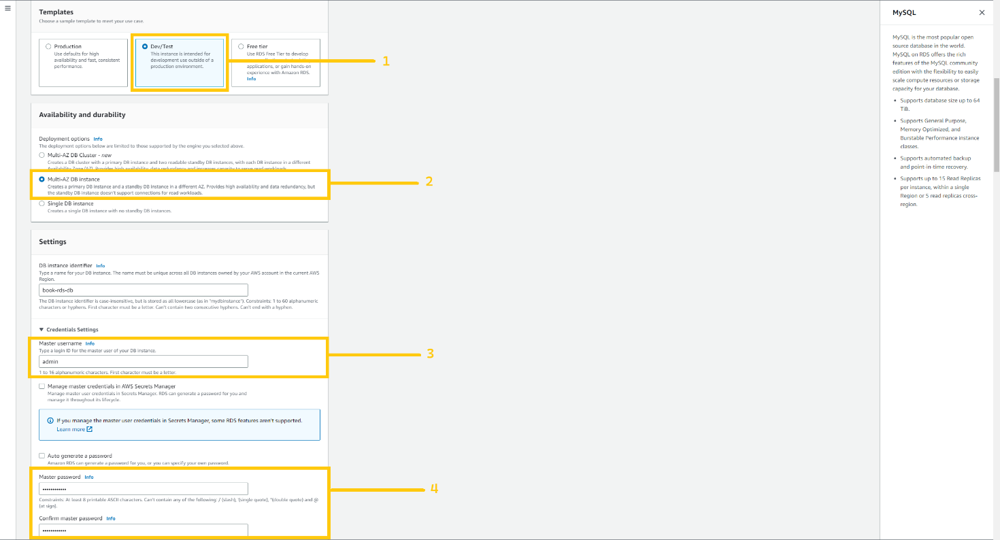 Templates
Choose a sample template to meet your use case.
Production
Use defaults for high
availability and fast, consistent
performance.
Dev/Test
This instance is intended for
development use outside of a
production environment.
1
Free tier
Use RDS Free Tier to develop
applications, or gain hands-on
experience with Amazon RDS.
Info
Availability and durability
Deployment options Info
The deployment options below are limited to those supported by the engine you selected above.
Multi-AZ DB Cluster - new
Creates a DB cluster with a primary DB instance and two readable standby DB instances, with each DB instance in a different
Availability Zone (AZ). Provides high availability, data redundancy and increases capacity to serve read workloads.
Multi-AZ DB instance
Creates a primary DB instance and a standby DB instance in a different AZ. Provides high availability and data redundancy, but
the standby DB instance doesn't support connections for read workloads.
2
Single DB instance
Creates a single DB instance with no standby DB instances.
Settings
DB instance identifier Info
Type a name for your DB instance. The name must be unique across all DB instances owned by your AWS account in the current AWS
Region.
book-rds-db
The DB instance identifier is case-insensitive, but is stored as all lowercase (as in "mydbinstance"). Constraints: 1 to 60 alphanumeric
characters or hyphens. First character must be a letter. Can't contain two consecutive hyphens. Can't end with a hyphen.
Credentials Settings
Master username Info
Type a login ID for the master user of your DB instance.
admin
1 to 16 alphanumeric characters. First character must be a letter.
3
Manage master credentials in AWS Secrets Manager
Manage master user credentials in Secrets Manager. RDS can generate a password for you and
manage it throughout its lifecycle.
If you manage the master user credentials in Secrets Manager, some RDS features aren't supported.
Learn more
Auto generate a password
Amazon RDS can generate a password for you, or you can specify your own password.
Master password Info
••••••••••••
Constraints: At least 8 printable ASCII characters. Can't contain any of the following: / (slash), '(single quote), "(double quote) and @
(at sign).
4
Confirm master password Info
••••••••••••
MySQL
MySQL is the most popular open
source database in the world.
MySQL on RDS offers the rich
features of the MySQL community
edition with the flexibility to easily
scale compute resources or storage
capacity for your database.
• Supports database size up to 64
TiB.
• Supports General Purpose,
Memory Optimized, and
Burstable Performance instance
classes.
• Supports automated backup
and point-in-time recovery.
• Supports up to 15 Read Replicas
per instance, within a single
Region or 5 read replicas cross-
region.